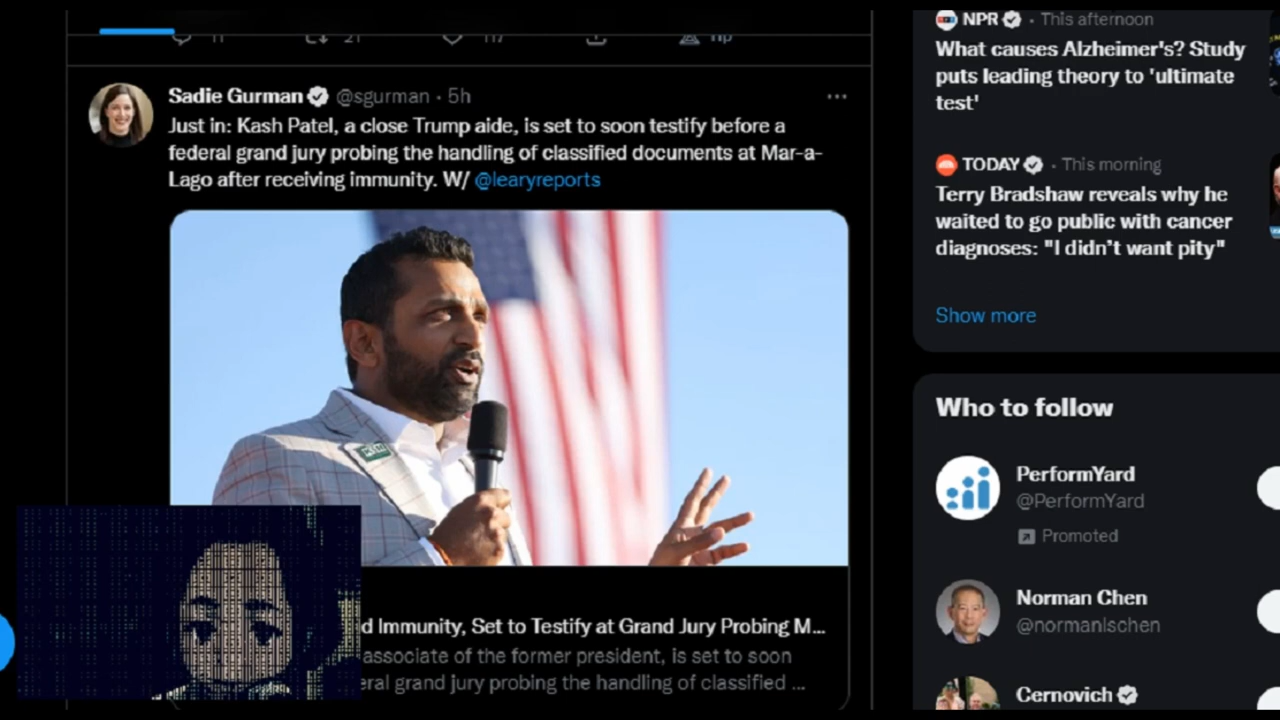 Sadie Gurman @sgurman · 5h
Just in: Kash Patel, a close Trump aide, is set to soon testify before a
federal grand jury probing the handling of classified documents at Mar-a-
Lago after receiving immunity. W/ @learyreports
d Immunity, Set to Testify at Grand Jury Probing M...
associate of the former president, is set to soon
eral grand jury probing the handling of classified ...
NPR · This afternoon
What causes Alzheimer's? Study
puts leading theory to 'ultimate
test'
TODAY · This morning
Terry Bradshaw reveals why he
waited to go public with cancer
diagnoses: "I didn't want pity"
Show more
Who to follow
PerformYard
@PerformYard
Promoted
Norman Chen
@normanlschen
Cernovich